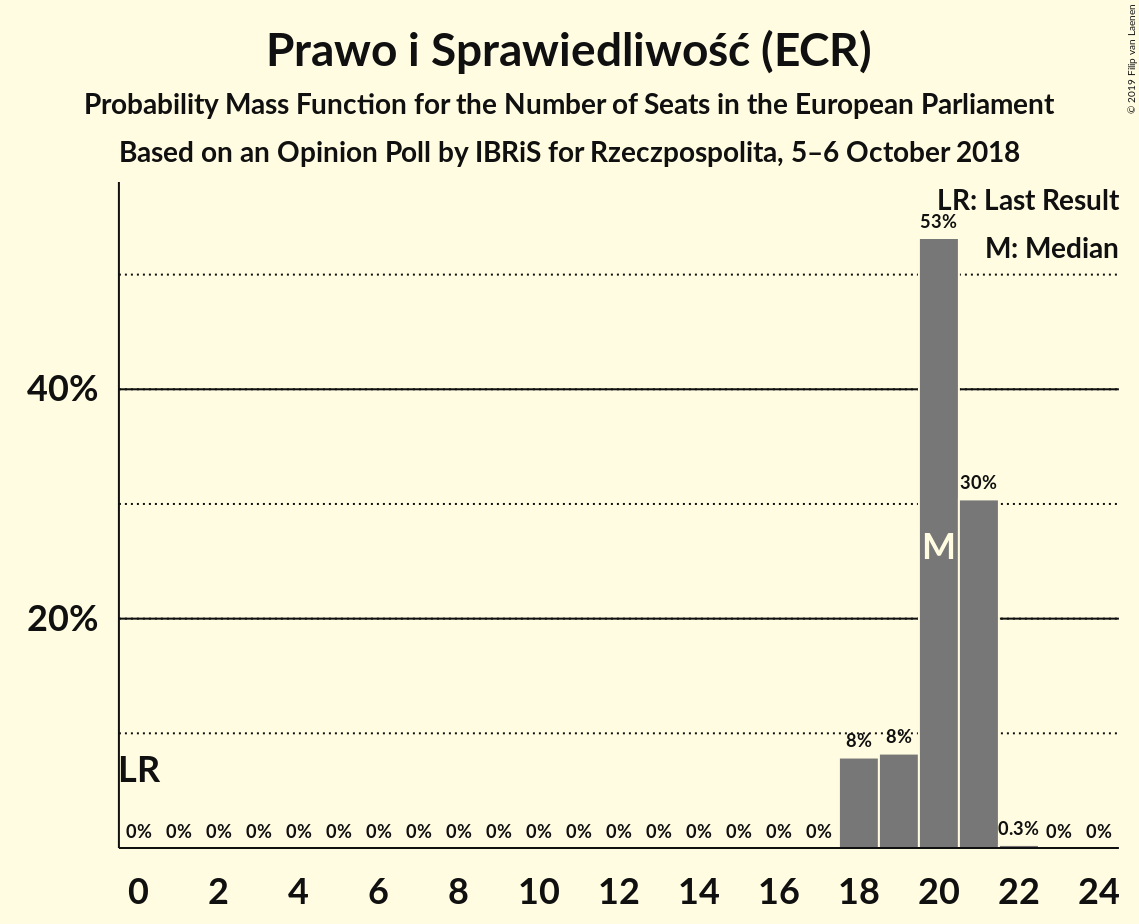 Prawo i Sprawiedliwość (ECR)
Probability Mass Function for the Number of Seats in the European Parliament
Based on an Opinion Poll by IBRiS for Rzeczpospolita, 5–6 October 2018
© 2019 Filip van Laenen
LR: Last Result
M: Median
53%
40%
30%
M
20%
8% 8%
LR
0% 0% 0% 0% 0% 0% 0% 0% 0% 0% 0% 0% 0% 0% 0% 0% 0% 0% 0.3% 0% 0%
0 2 4 6 8 10 12 14 16 18 20 22 24